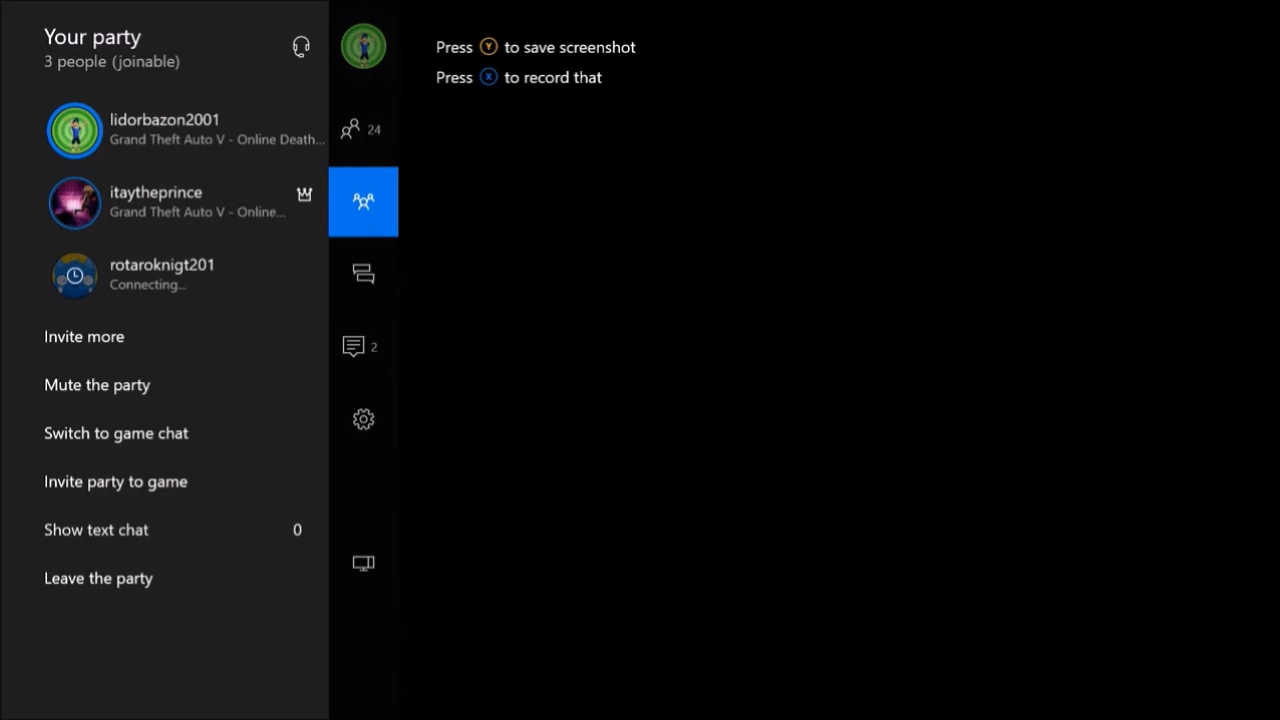 Your party
3 people (joinable)
lidorbazon2001
Grand Theft Auto V - Online Death...
itaytheprince
Grand Theft Auto V - Online...
rotaroknigt201
Connecting...
Invite more
Mute the party
Switch to game chat
Invite party to game
Show text chat 0
Leave the party
24
2
Press Y to save screenshot
Press X to record that